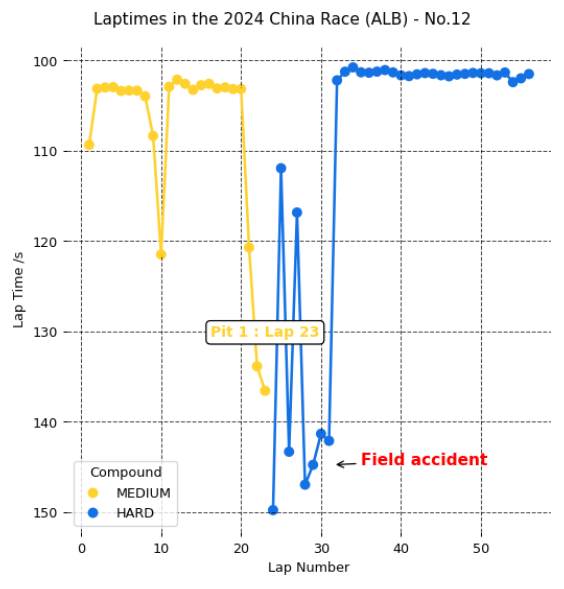 Laptimes in the 2024 China Race (ALB) - No.12
100
110
120
130
140
150
Lap Time /s
Pit 1 : Lap 23
Field accident
Compound
MEDIUM
HARD
0 10 20 30 40 50
Lap Number